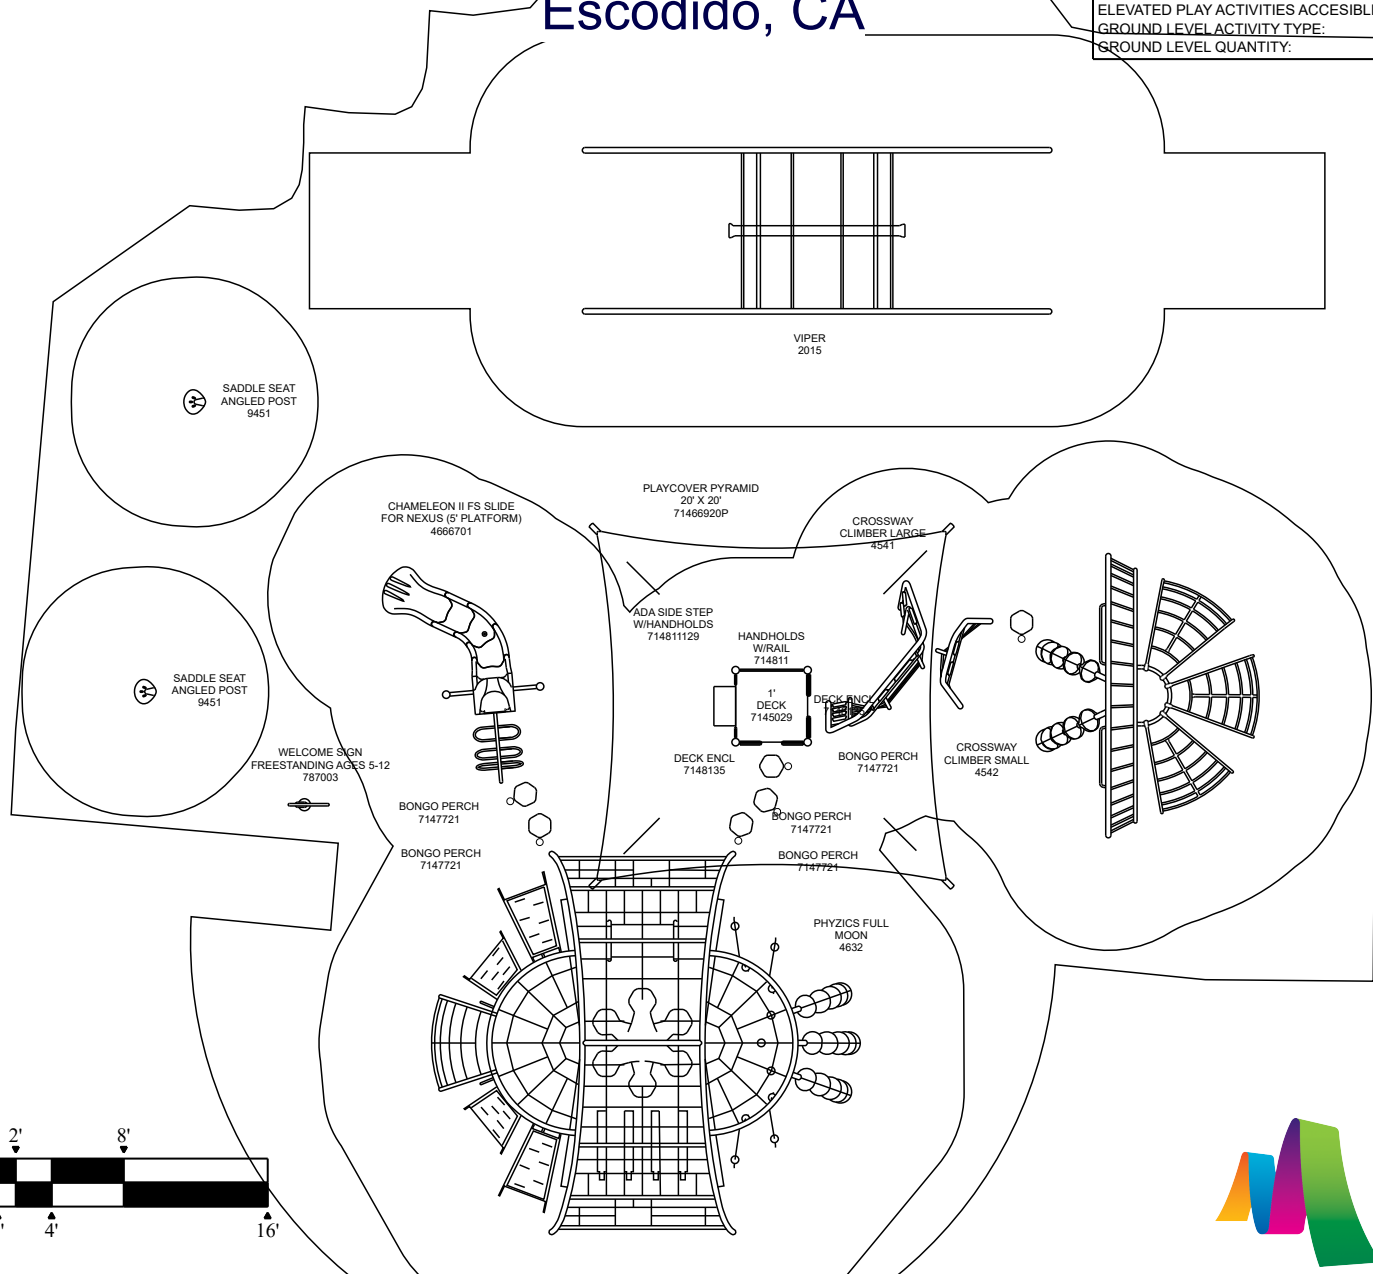 Escodido, CA
ELEVATED PLAY ACTIVITIES ACCESIBL
GROUND LEVEL ACTIVITY TYPE:
GROUND LEVEL QUANTITY:
VIPER
2015
SADDLE SEAT
ANGLED POST
9451
CHAMELEON II FS SLIDE
FOR NEXUS (5' PLATFORM)
4666701
PLAYCOVER PYRAMID
20' X 20'
71466920P
CROSSWAY
CLIMBER LARGE
4541
ADA SIDE STEP
W/HANDHOLDS
714811129
HANDHOLDS
W/RAIL
714811
SADDLE SEAT
ANGLED POST
9451
1'
DECK
7145029
DECK ENCL
WELCOME SIGN
FREESTANDING AGES 5-12
787003
DECK ENCL
7148135
BONGO PERCH
7147721
CROSSWAY
CLIMBER SMALL
4542
BONGO PERCH
7147721
BONGO PERCH
7147721
BONGO PERCH
7147721
BONGO PERCH
7147721
PHYZICS FULL
MOON
4632
2'
8'
4'
16'